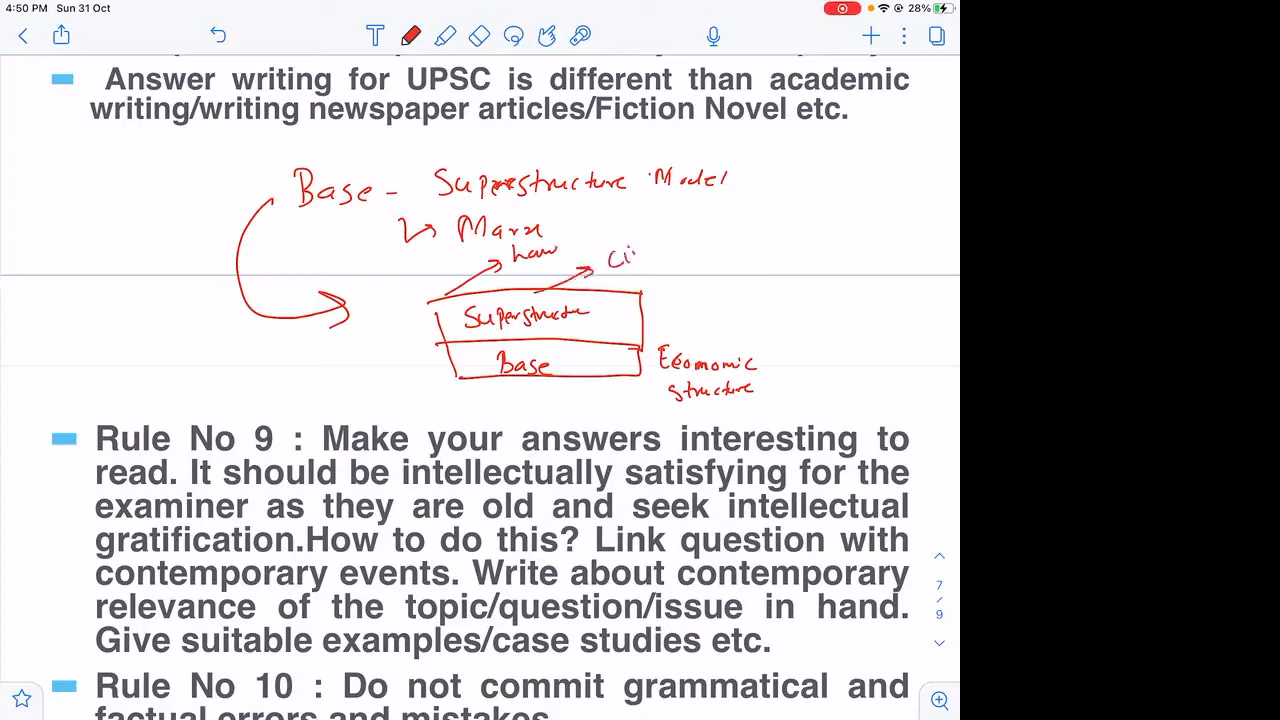 4:50 PM Sun 31 Oct
28%
Answer writing for UPSC is different than academic
writing/writing newspaper articles/Fiction Novel etc.
Base - Superstructure Model
Marx
law
Superstructure
Base
Economic
structure
Rule No 9 : Make your answers interesting to
read. It should be intellectually satisfying for the
examiner as they are old and seek intellectual
gratification.How to do this? Link question with
contemporary events. Write about contemporary
relevance of the topic/question/issue in hand.
Give suitable examples/case studies etc.
7
/
9
Rule No 10 : Do not commit grammatical and
factual errors and mistakes